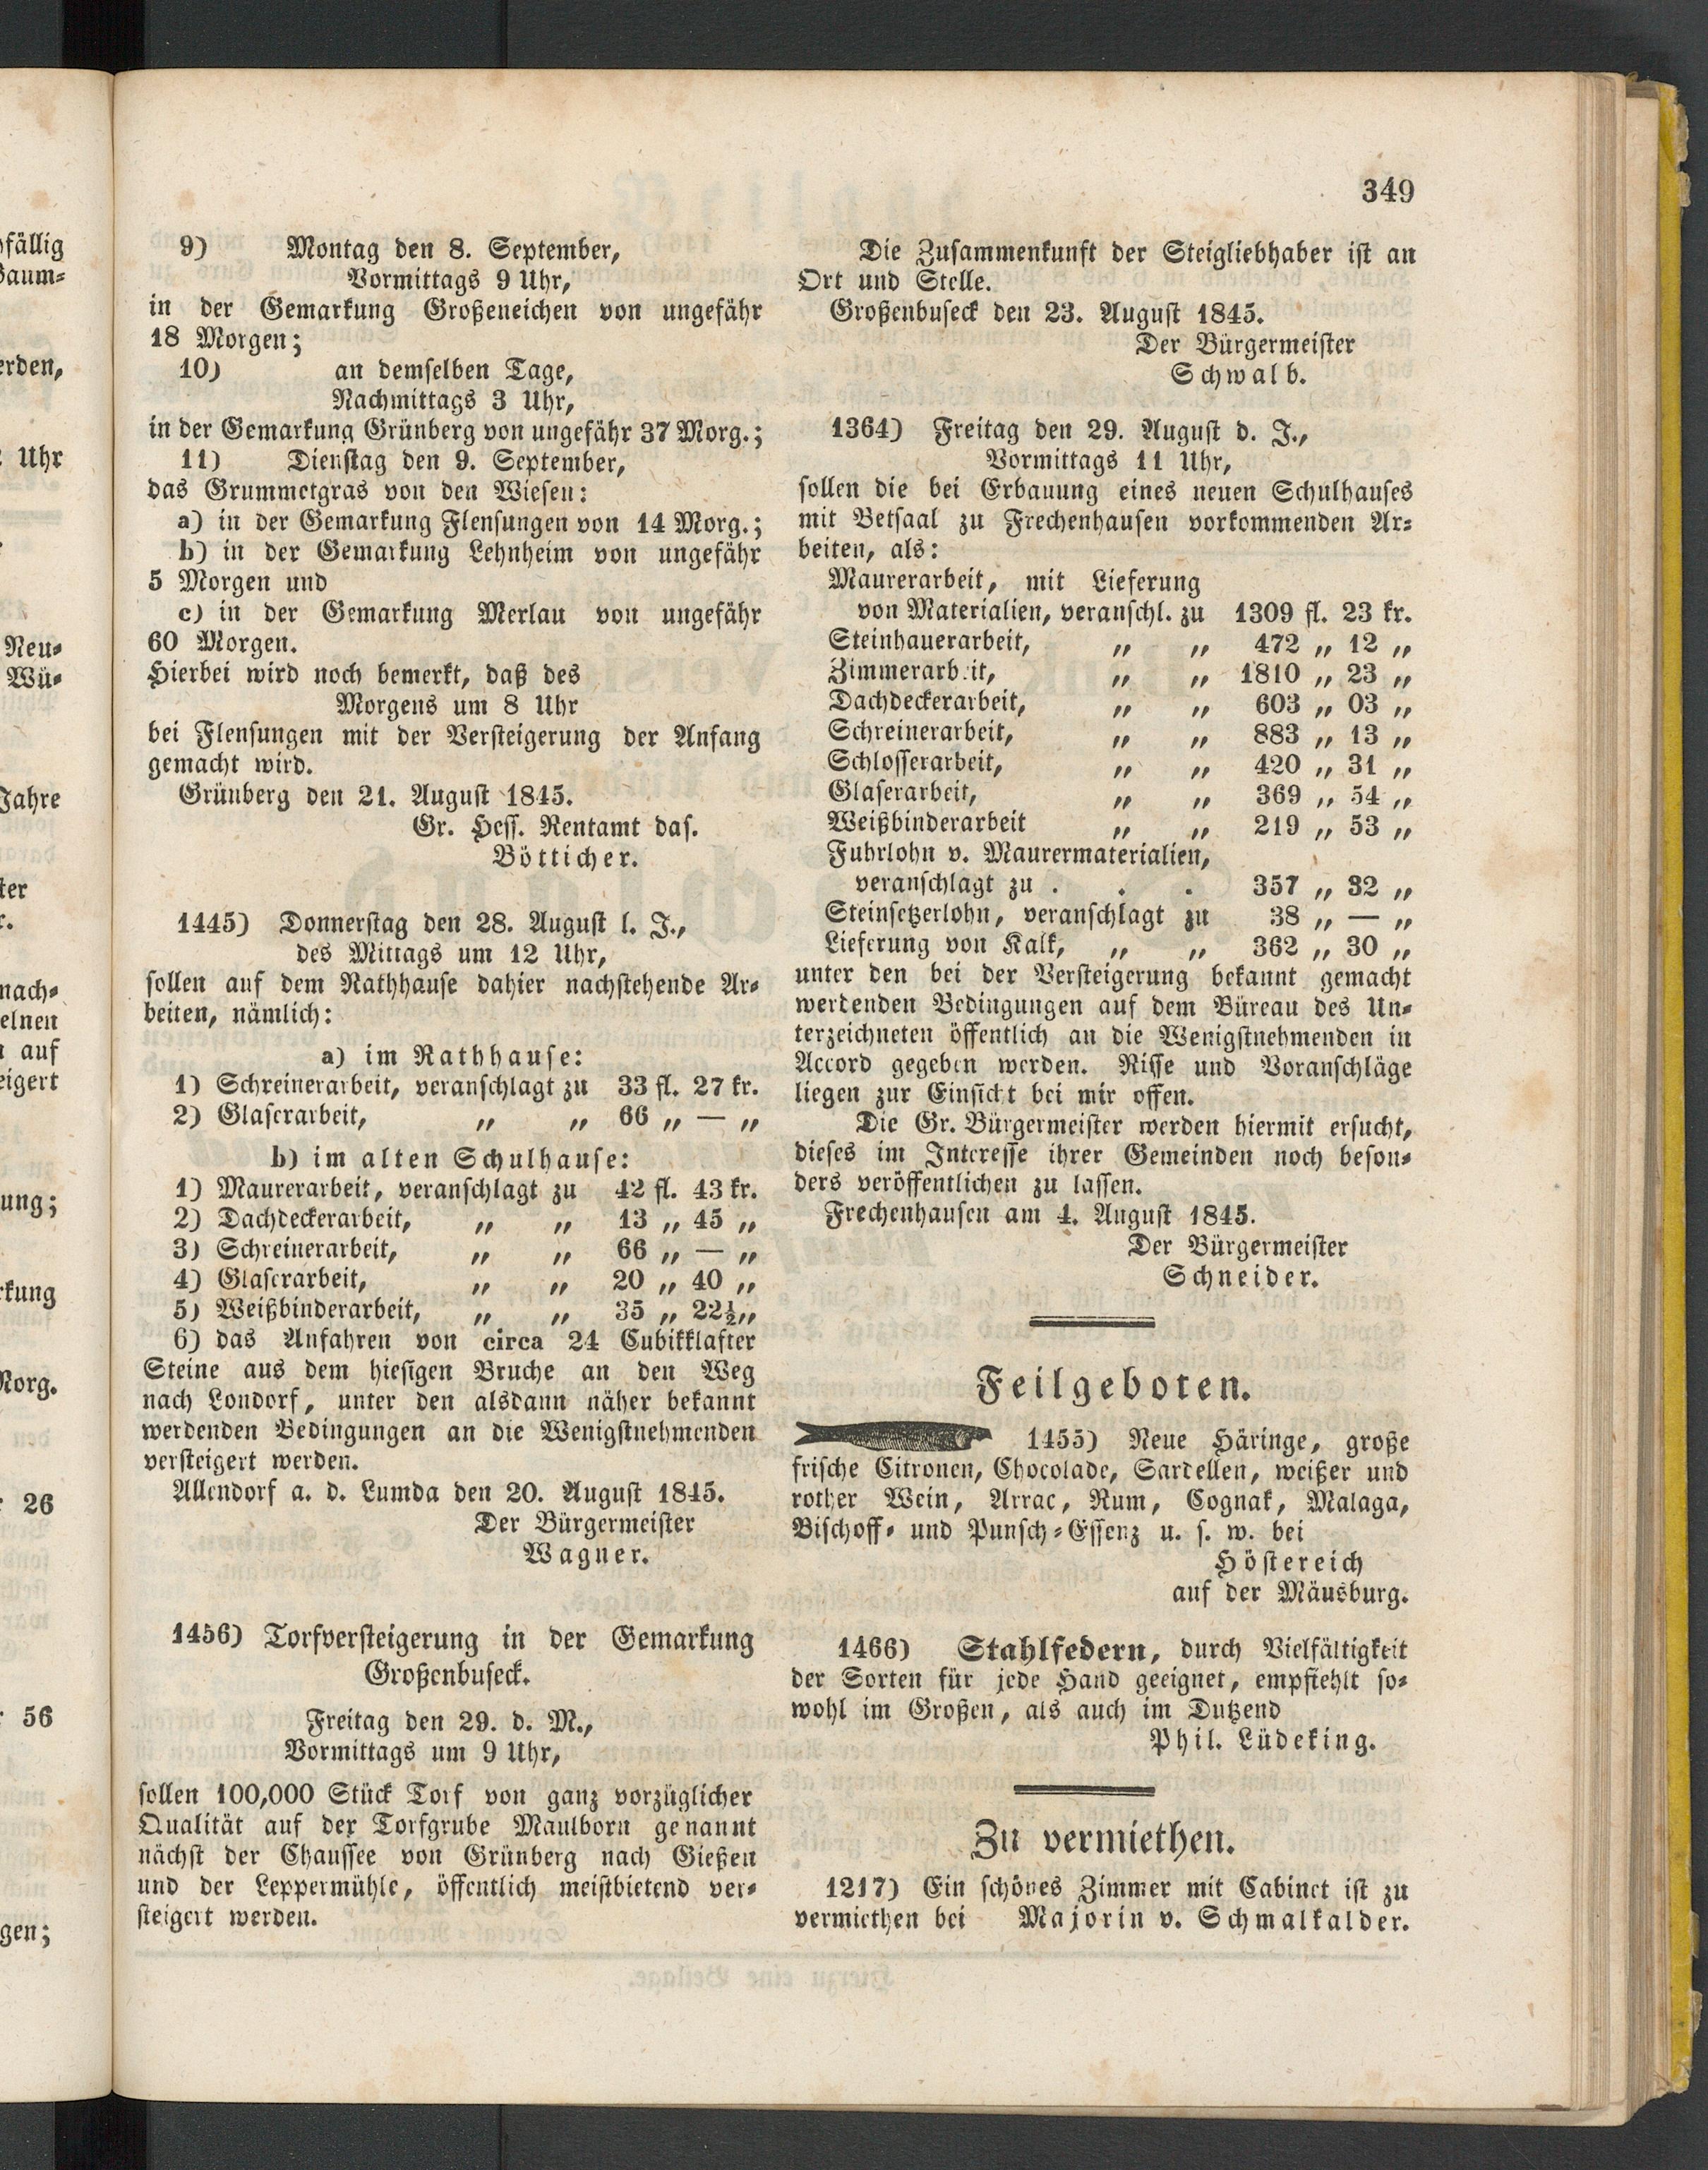 349
9) Montag den 8. September,
Vormittags 9 Uhr,
in der Gemarkung Großeneichen von ungefähr
18 Morgen;
10) an demselben Tage,
Nachmittags 3 Uhr,
in der Gemarkung Grünberg von ungefähr 37 Morg.;
11) Dienstag den 9. September,
das Grummetgras von den Wiesen:
a) in der Gemarkung Flensungen von 14 Morg.;
b) in der Gemarkung Lehnheim von ungefähr
5 Morgen und
c) in der Gemarkung Merlau von ungefähr
60 Morgen.
Hierbei wird noch bemerkt, daß des
Morgens um 8 Uhr
bei Flensungen mit der Versteigerung der Anfang
gemacht wird.
Grünberg den 21. August 1845.
Gr. Hess. Rentamt das.
Bötticher.
1445) Donnerstag den 28. August l. J.,
des Mittags um 12 Uhr,
sollen auf dem Rathhause dahier nachstehende Ar-
beiten, nämlich:
a) im Rathhause:
1) Schreinerarbeit, veranschlagt zu 33 fl. 27 kr.
2) Glaserarbeit, „ „ 66 „ — „
b) im alten Schulhause:
1) Maurerarbeit, veranschlagt zu 42 fl. 43 kr.
2) Dachdeckerarbeit, „ „ 13 „ 45 „
3) Schreinerarbeit, „ „ 66 „ — „
4) Glaserarbeit, „ „ 20 „ 40 „
5) Weißbinderarbeit, „ „ 35 „ 22½ „
6) das Anfahren von circa 24 Cubikklafter
Steine aus dem hiesigen Bruche an den Weg
nach Londorf, unter den alsdann näher bekannt
werdenden Bedingungen an die Wenigstnehmenden
versteigert werden.
Allendorf a. d. Lumda den 20. August 1845.
Der Bürgermeister
Wagner.
1456) Torfversteigerung in der Gemarkung
Großenbuseck.
Freitag den 29. d. M.,
Vormittags um 9 Uhr,
sollen 100,000 Stück Torf von ganz vorzüglicher
Qualität auf der Torfgrube Maulborn genannt
nächst der Chaussee von Grünberg nach Gießen
und der Leppermühle, öffentlich meistbietend ver-
steigert werden.
Die Zusammenkunft der Steigliebhaber ist an
Ort und Stelle.
Großenbuseck den 23. August 1845.
Der Bürgermeister
Schwalb.
1364) Freitag den 29. August d. J.,
Vormittags 11 Uhr,
sollen die bei Erbauung eines neuen Schulhauses
mit Betsaal zu Frechenhausen vorkommenden Ar-
beiten, als:
Maurerarbeit, mit Lieferung
von Materialien, veranschl. zu 1309 fl. 23 kr.
Steinhauerarbeit, „ „ 472 „ 12 „
Zimmerarbeit, „ „ 1810 „ 23 „
Dachdeckerarbeit, „ „ 603 „ 03 „
Schreinerarbeit, „ „ 883 „ 13 „
Schlosserarbeit, „ „ 420 „ 31 „
Glaserarbeit, „ „ 369 „ 54 „
Weißbinderarbeit „ „ 219 „ 53 „
Fuhrlohn v. Maurermaterialien,
veranschlagt zu . . . 357 „ 32 „
Steinsetzerlohn, veranschlagt zu 38 „ — „
Lieferung von Kalk, „ „ 362 „ 30 „
unter den bei der Versteigerung bekannt gemacht
werdenden Bedingungen auf dem Büreau des Un-
terzeichneten öffentlich an die Wenigstnehmenden in
Accord gegeben werden. Risse und Voranschläge
liegen zur Einsicht bei mir offen.
Die Gr. Bürgermeister werden hiermit ersucht,
dieses im Interesse ihrer Gemeinden noch beson-
ders veröffentlichen zu lassen.
Frechenhausen am 4. August 1845.
Der Bürgermeister
Schneider.
Feilgeboten.
1455) Neue Häringe, große
frische Citronen, Chocolade, Sardellen, weißer und
rother Wein, Arrac, Rum, Cognak, Malaga,
Bischoff- und Punsch-Essenz u. s. w. bei
Höstereich
auf der Mäusburg.
1466) Stahlfedern, durch Vielfältigkeit
der Sorten für jede Hand geeignet, empfiehlt so-
wohl im Großen, als auch im Dutzend
Phil. Lüdeking.
Zu vermiethen.
1217) Ein schönes Zimmer mit Cabinet ist zu
vermiethen bei Majorin v. Schmalkalder.